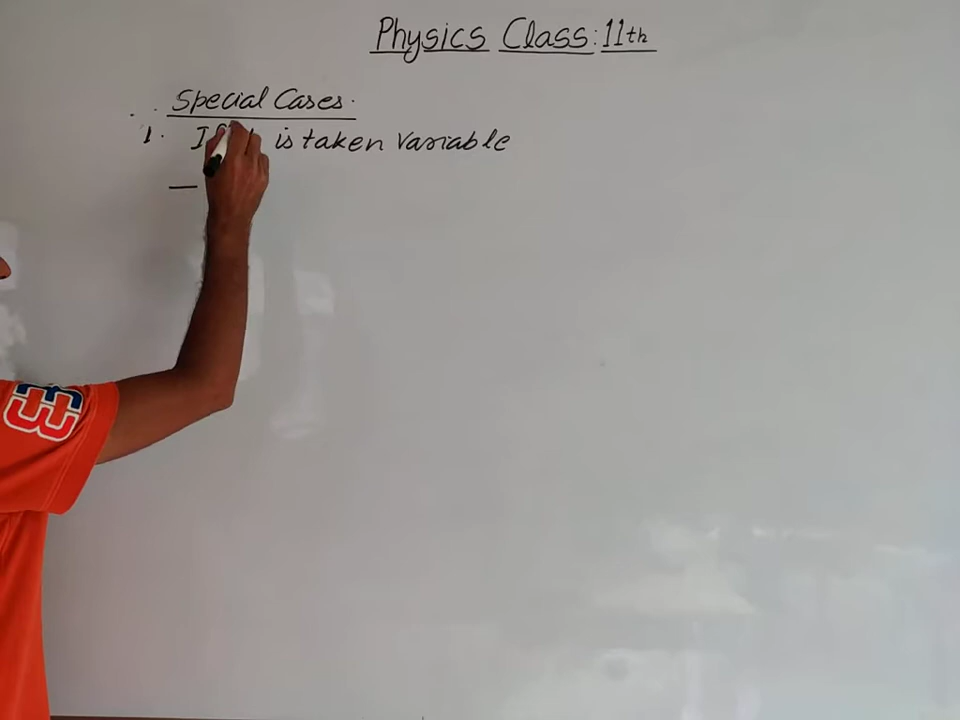 Physics Class: 11th
Special Cases.
1. If is taken variable